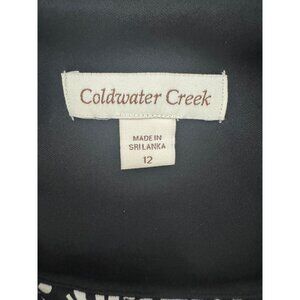 Coldwater Creek
MADE IN
SRI LANKA
12